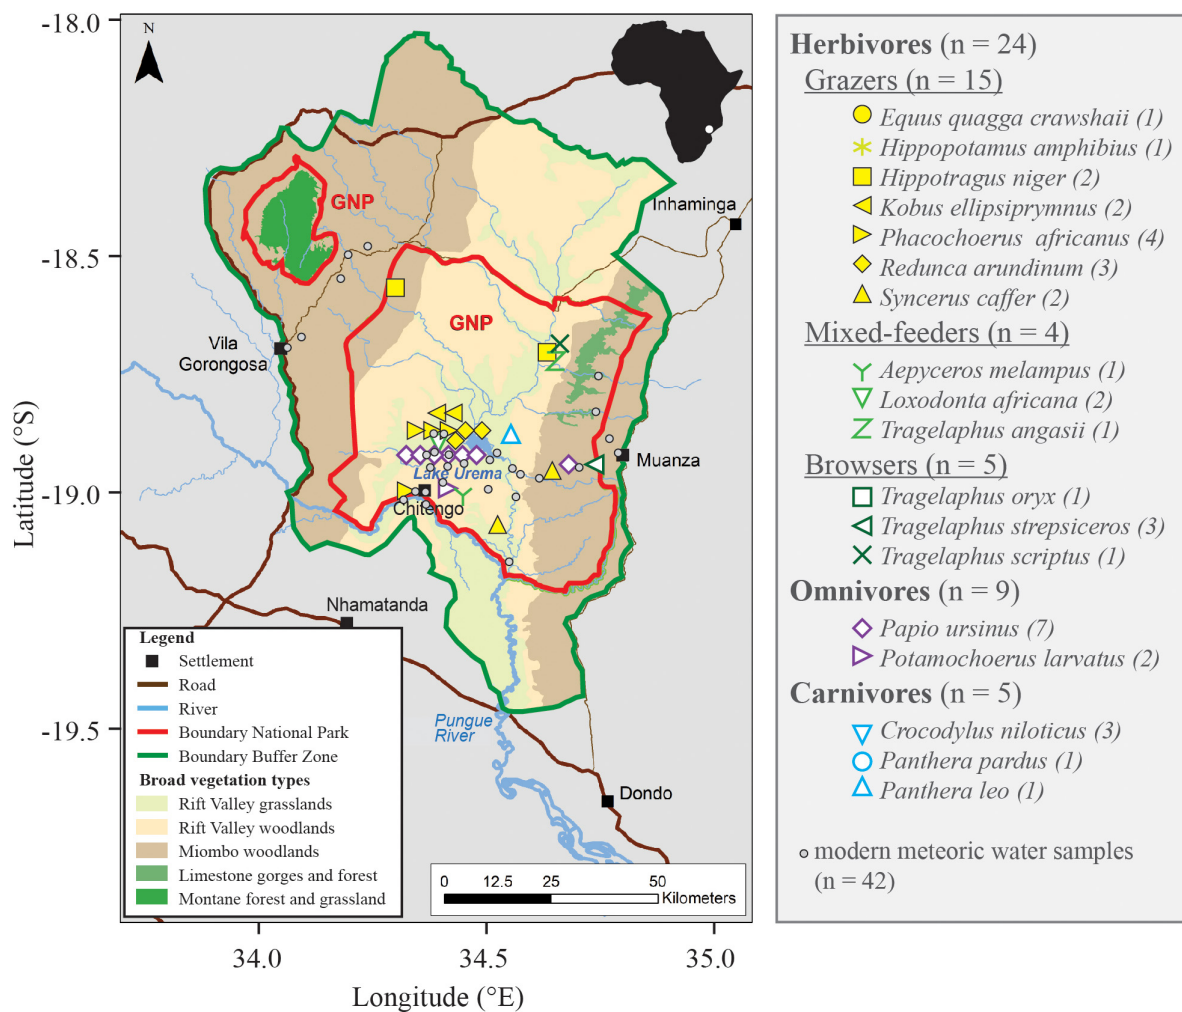 -18.0
-18.5
-19.0
-19.5
Latitude (°S)
34.0
34.5
35.0
Longitude (°E)
N
GNP
GNP
Inhaminga
Vila
Gorongosa
Muanza
Lake Urema
Chitengo
Nhamatanda
Pungue
River
Dondo
Legend
Settlement
Road
River
Boundary National Park
Boundary Buffer Zone
Broad vegetation types
Rift Valley grasslands
Rift Valley woodlands
Miombo woodlands
Limestone gorges and forest
Montane forest and grassland
0 12.5 25 50
Kilometers
Herbivores (n = 24)
Grazers (n = 15)
Equus quagga crawshaii (1)
Hippopotamus amphibius (1)
Hippotragus niger (2)
Kobus ellipsiprymnus (2)
Phacochoerus africanus (4)
Redunca arundinum (3)
Syncerus caffer (2)
Mixed-feeders (n = 4)
Aepyceros melampus (1)
Loxodonta africana (2)
Tragelaphus angasii (1)
Browsers (n = 5)
Tragelaphus oryx (1)
Tragelaphus strepsiceros (3)
Tragelaphus scriptus (1)
Omnivores (n = 9)
Papio ursinus (7)
Potamochoerus larvatus (2)
Carnivores (n = 5)
Crocodylus niloticus (3)
Panthera pardus (1)
Panthera leo (1)
modern meteoric water samples
(n = 42)